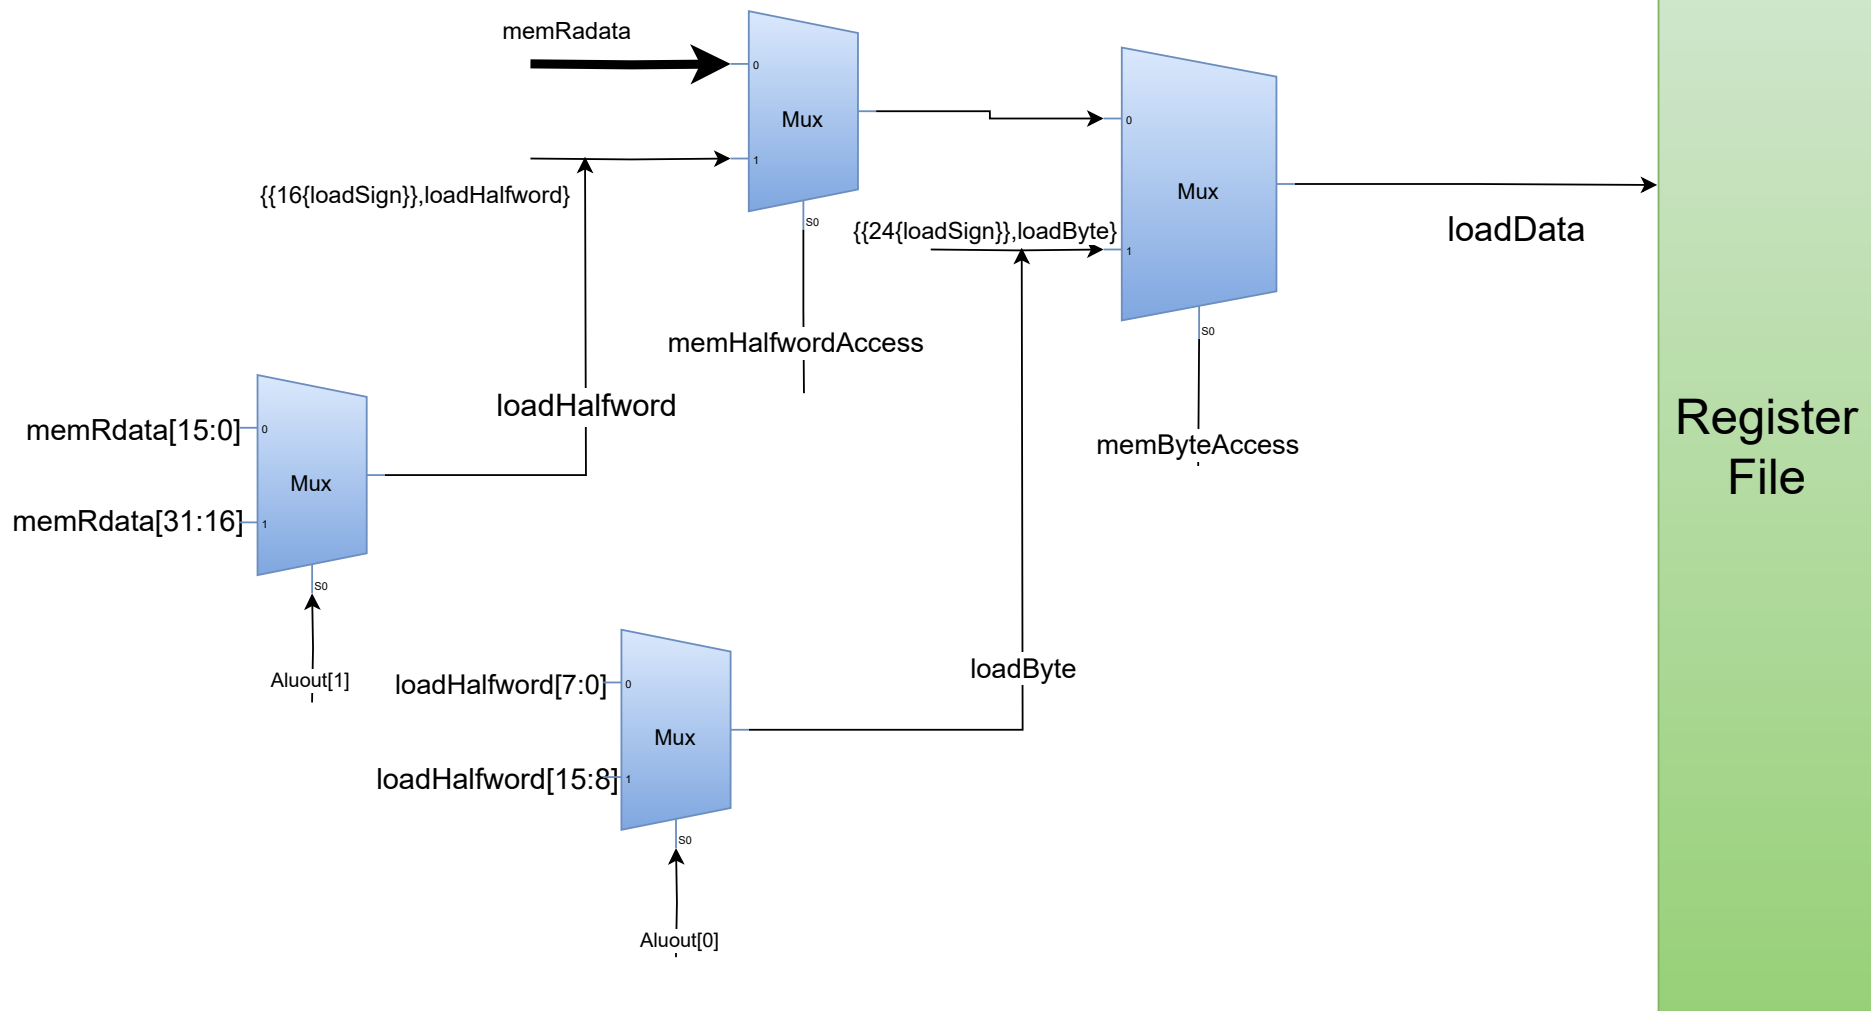 memRadata
0
Mux
1
S0
{{16{loadSign}},loadHalfword}
memHalfwordAccess
0
Mux
1
S0
{{24{loadSign}},loadByte}
memByteAccess
loadData
Register
File
loadHalfword
memRdata[15:0]
0
Mux
memRdata[31:16]
1
S0
Aluout[1]
loadByte
loadHalfword[7:0]
0
Mux
loadHalfword[15:8]
1
S0
Aluout[0]